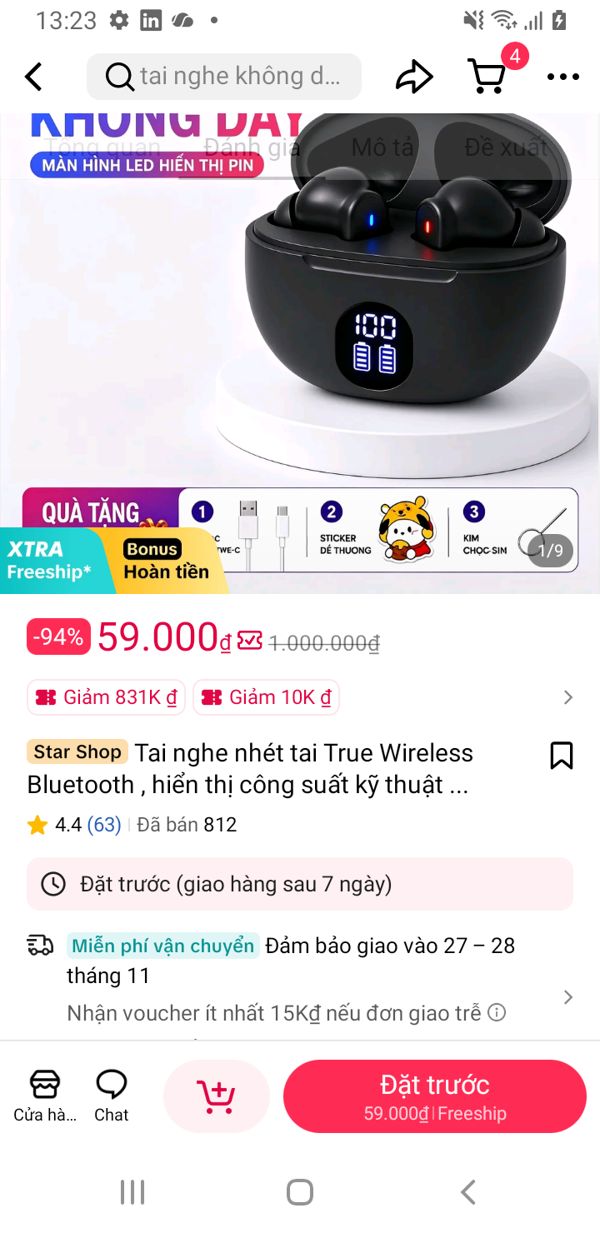 13:23
tai nghe không d...
4
KHÔNG DÂY
Tổng quan Đánh giá Mô tả Đề xuất
MÀN HÌNH LED HIỂN THỊ PIN
100
QUÀ TẶNG
1
2
STICKER
DỄ THƯƠNG
3
KIM
CHỌC SIN
1/9
XTRA
Freeship*
Bonus
Hoàn tiền
-94% 59.000₫ 1.000.000₫
Giảm 831K ₫ Giảm 10K ₫
Star Shop Tai nghe nhét tai True Wireless
Bluetooth , hiển thị công suất kỹ thuật ...
4.4 (63) Đã bán 812
Đặt trước (giao hàng sau 7 ngày)
Miễn phí vận chuyển Đảm bảo giao vào 27 – 28
tháng 11
Nhận voucher ít nhất 15K₫ nếu đơn giao trễ
Cửa hà...
Chat
Đặt trước
59.000₫ Freeship